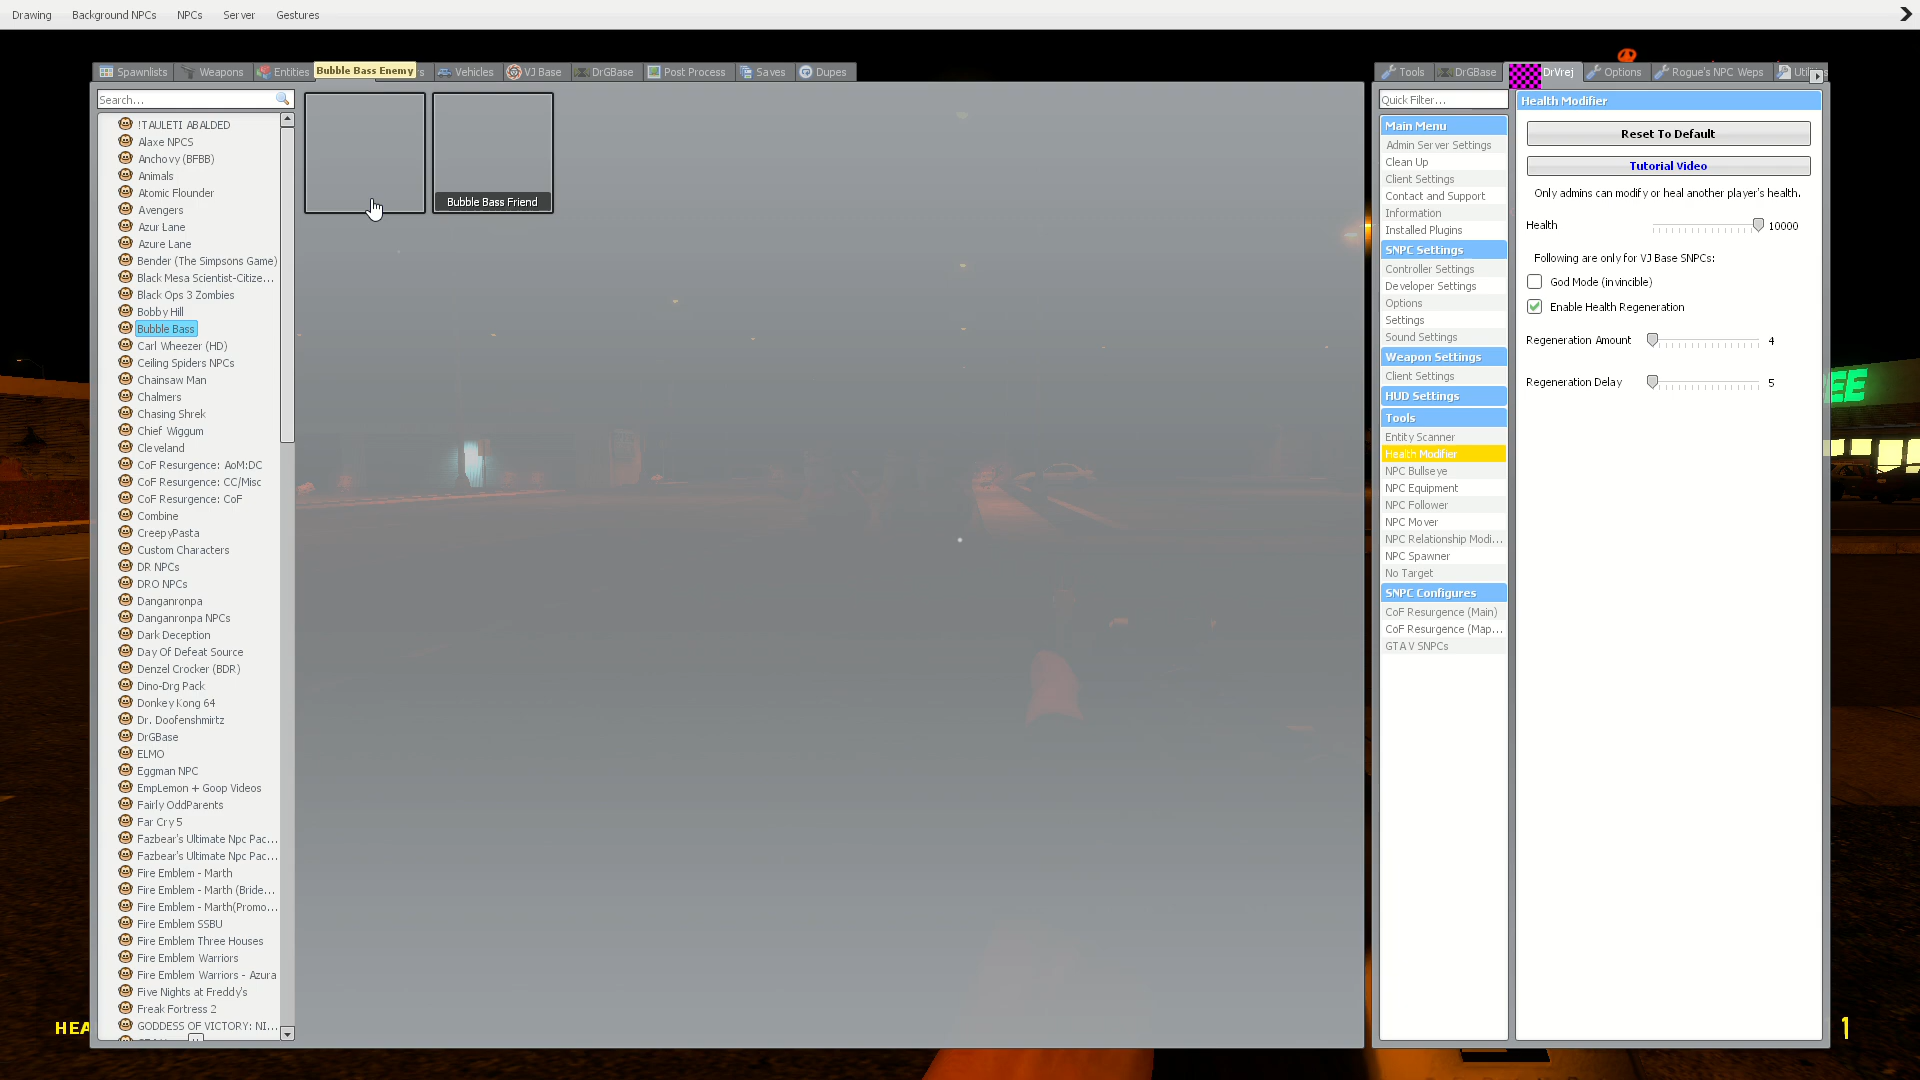 Drawing
Background NPCs
NPCs
Server
Gestures
Spawnlists
Weapons
Entities
Bubble Bass Enemy
s
Vehicles
VJ Base
DrGBase
Post Process
Saves
Dupes
Search...
!TAULETI ABALDED
Alaxe NPCS
Anchovy (BFBB)
Animals
Atomic Flounder
Avengers
Azur Lane
Azure Lane
Bender (The Simpsons Game)
Black Mesa Scientist-Citize...
Black Ops 3 Zombies
Bobby Hill
Bubble Bass
Carl Wheezer (HD)
Ceiling Spiders NPCs
Chainsaw Man
Chalmers
Chasing Shrek
Chief Wiggum
Cleveland
CoF Resurgence: AoM:DC
CoF Resurgence: CC/Misc
CoF Resurgence: CoF
Combine
CreepyPasta
Custom Characters
DR NPCs
DRO NPCs
Danganronpa
Danganronpa NPCs
Dark Deception
Day Of Defeat Source
Denzel Crocker (BDR)
Dino-Drg Pack
Donkey Kong 64
Dr. Doofenshmirtz
DrGBase
ELMO
Eggman NPC
EmpLemon + Goop Videos
Fairly OddParents
Far Cry 5
Fazbear's Ultimate Npc Pac...
Fazbear's Ultimate Npc Pac...
Fire Emblem - Marth
Fire Emblem - Marth (Bride...
Fire Emblem - Marth(Promo...
Fire Emblem SSBU
Fire Emblem Three Houses
Fire Emblem Warriors
Fire Emblem Warriors - Azura
Five Nights at Freddy's
Freak Fortress 2
GODDESS OF VICTORY: NI...
Bubble Bass Friend
Tools
DrGBase
DrVrej
Options
Rogue's NPC Weps
Utilities
Quick Filter...
Main Menu
Admin Server Settings
Clean Up
Client Settings
Contact and Support
Information
Installed Plugins
SNPC Settings
Controller Settings
Developer Settings
Options
Settings
Sound Settings
Weapon Settings
Client Settings
HUD Settings
Tools
Entity Scanner
Health Modifier
NPC Bullseye
NPC Equipment
NPC Follower
NPC Mover
NPC Relationship Modi...
NPC Spawner
No Target
SNPC Configures
CoF Resurgence (Main)
CoF Resurgence (Map...
GTA V SNPCs
Health Modifier
Reset To Default
Tutorial Video
Only admins can modify or heal another player's health.
Health 10000
Following are only for VJ Base SNPCs:
God Mode (invincible)
Enable Health Regeneration
Regeneration Amount 4
Regeneration Delay 5
EE
HEA
1